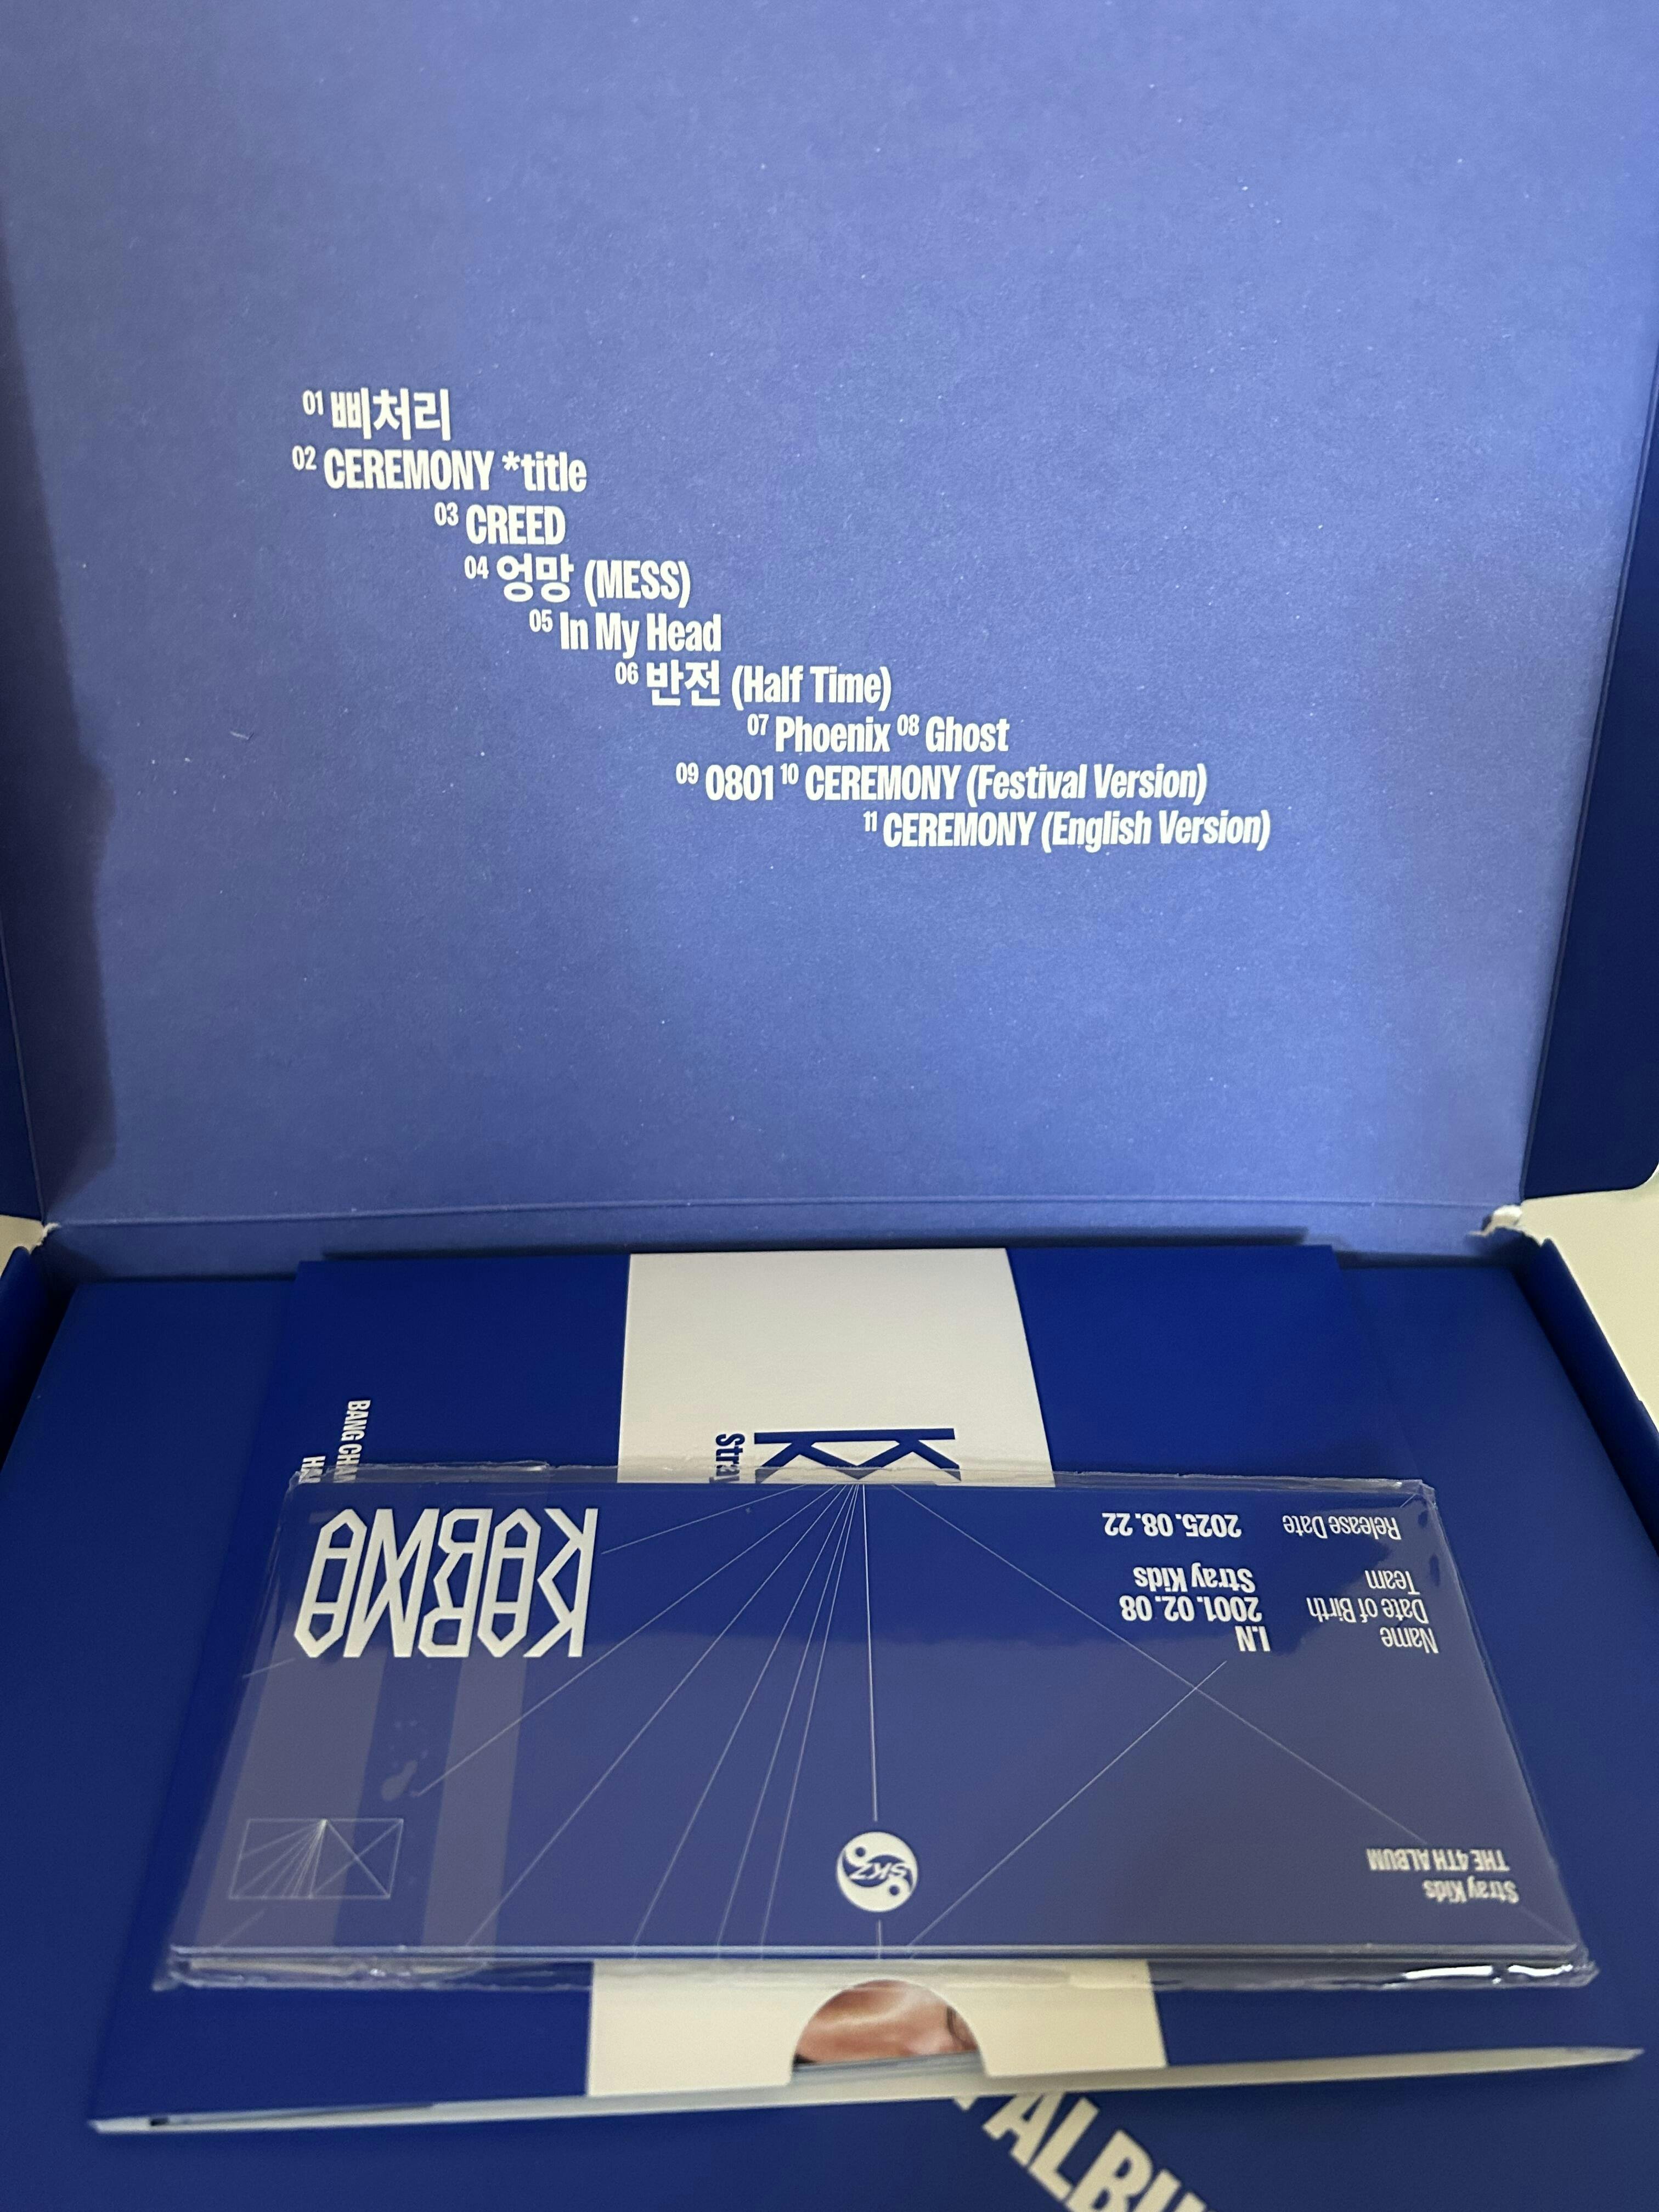 01 삐처리
02 CEREMONY *title
03 CREED
04 엉망 (MESS)
05 In My Head
06 반전 (Half Time)
07 Phoenix 08 Ghost
09 0801 10 CEREMONY (Festival Version)
11 CEREMONY (English Version)
BANG CHAN
Stray
Stray Kids
THE 4TH ALBUM
SKZ
Name I.N
Date of Birth 2001. 02. 08
Team Stray Kids
Release Date 2025. 08. 22
KARMA